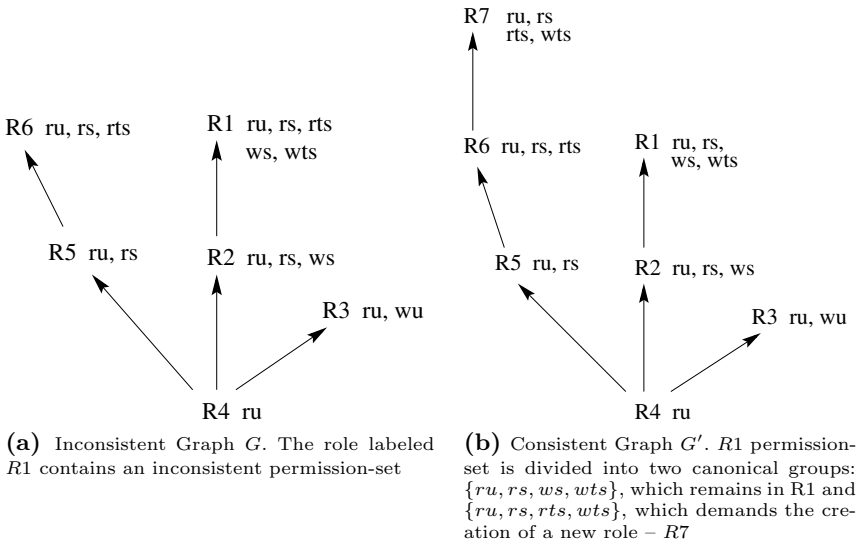 R6 ru, rs, rts
R1 ru, rs, rts
ws, wts
R5 ru, rs
R2 ru, rs, ws
R3 ru, wu
R4 ru
(a) Inconsistent Graph G. The role labeled
R1 contains an inconsistent permission-set
R7 ru, rs
rts, wts
R6 ru, rs, rts
R1 ru, rs,
ws, wts
R5 ru, rs
R2 ru, rs, ws
R3 ru, wu
R4 ru
(b) Consistent Graph G′. R1 permission-
set is divided into two canonical groups:
{ru, rs, ws, wts}, which remains in R1 and
{ru, rs, rts, wts}, which demands the cre-
ation of a new role – R7